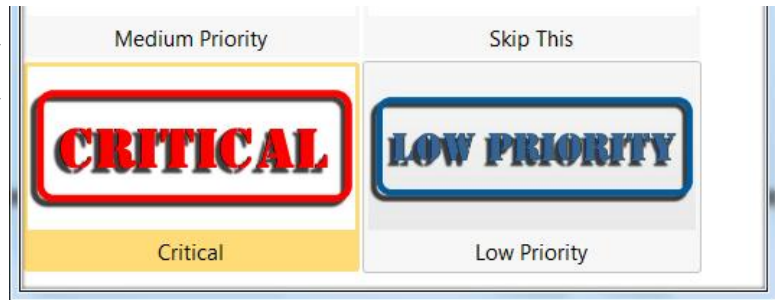 Medium Priority
Skip This
CRITICAL
LOW PRIORITY
Critical
Low Priority